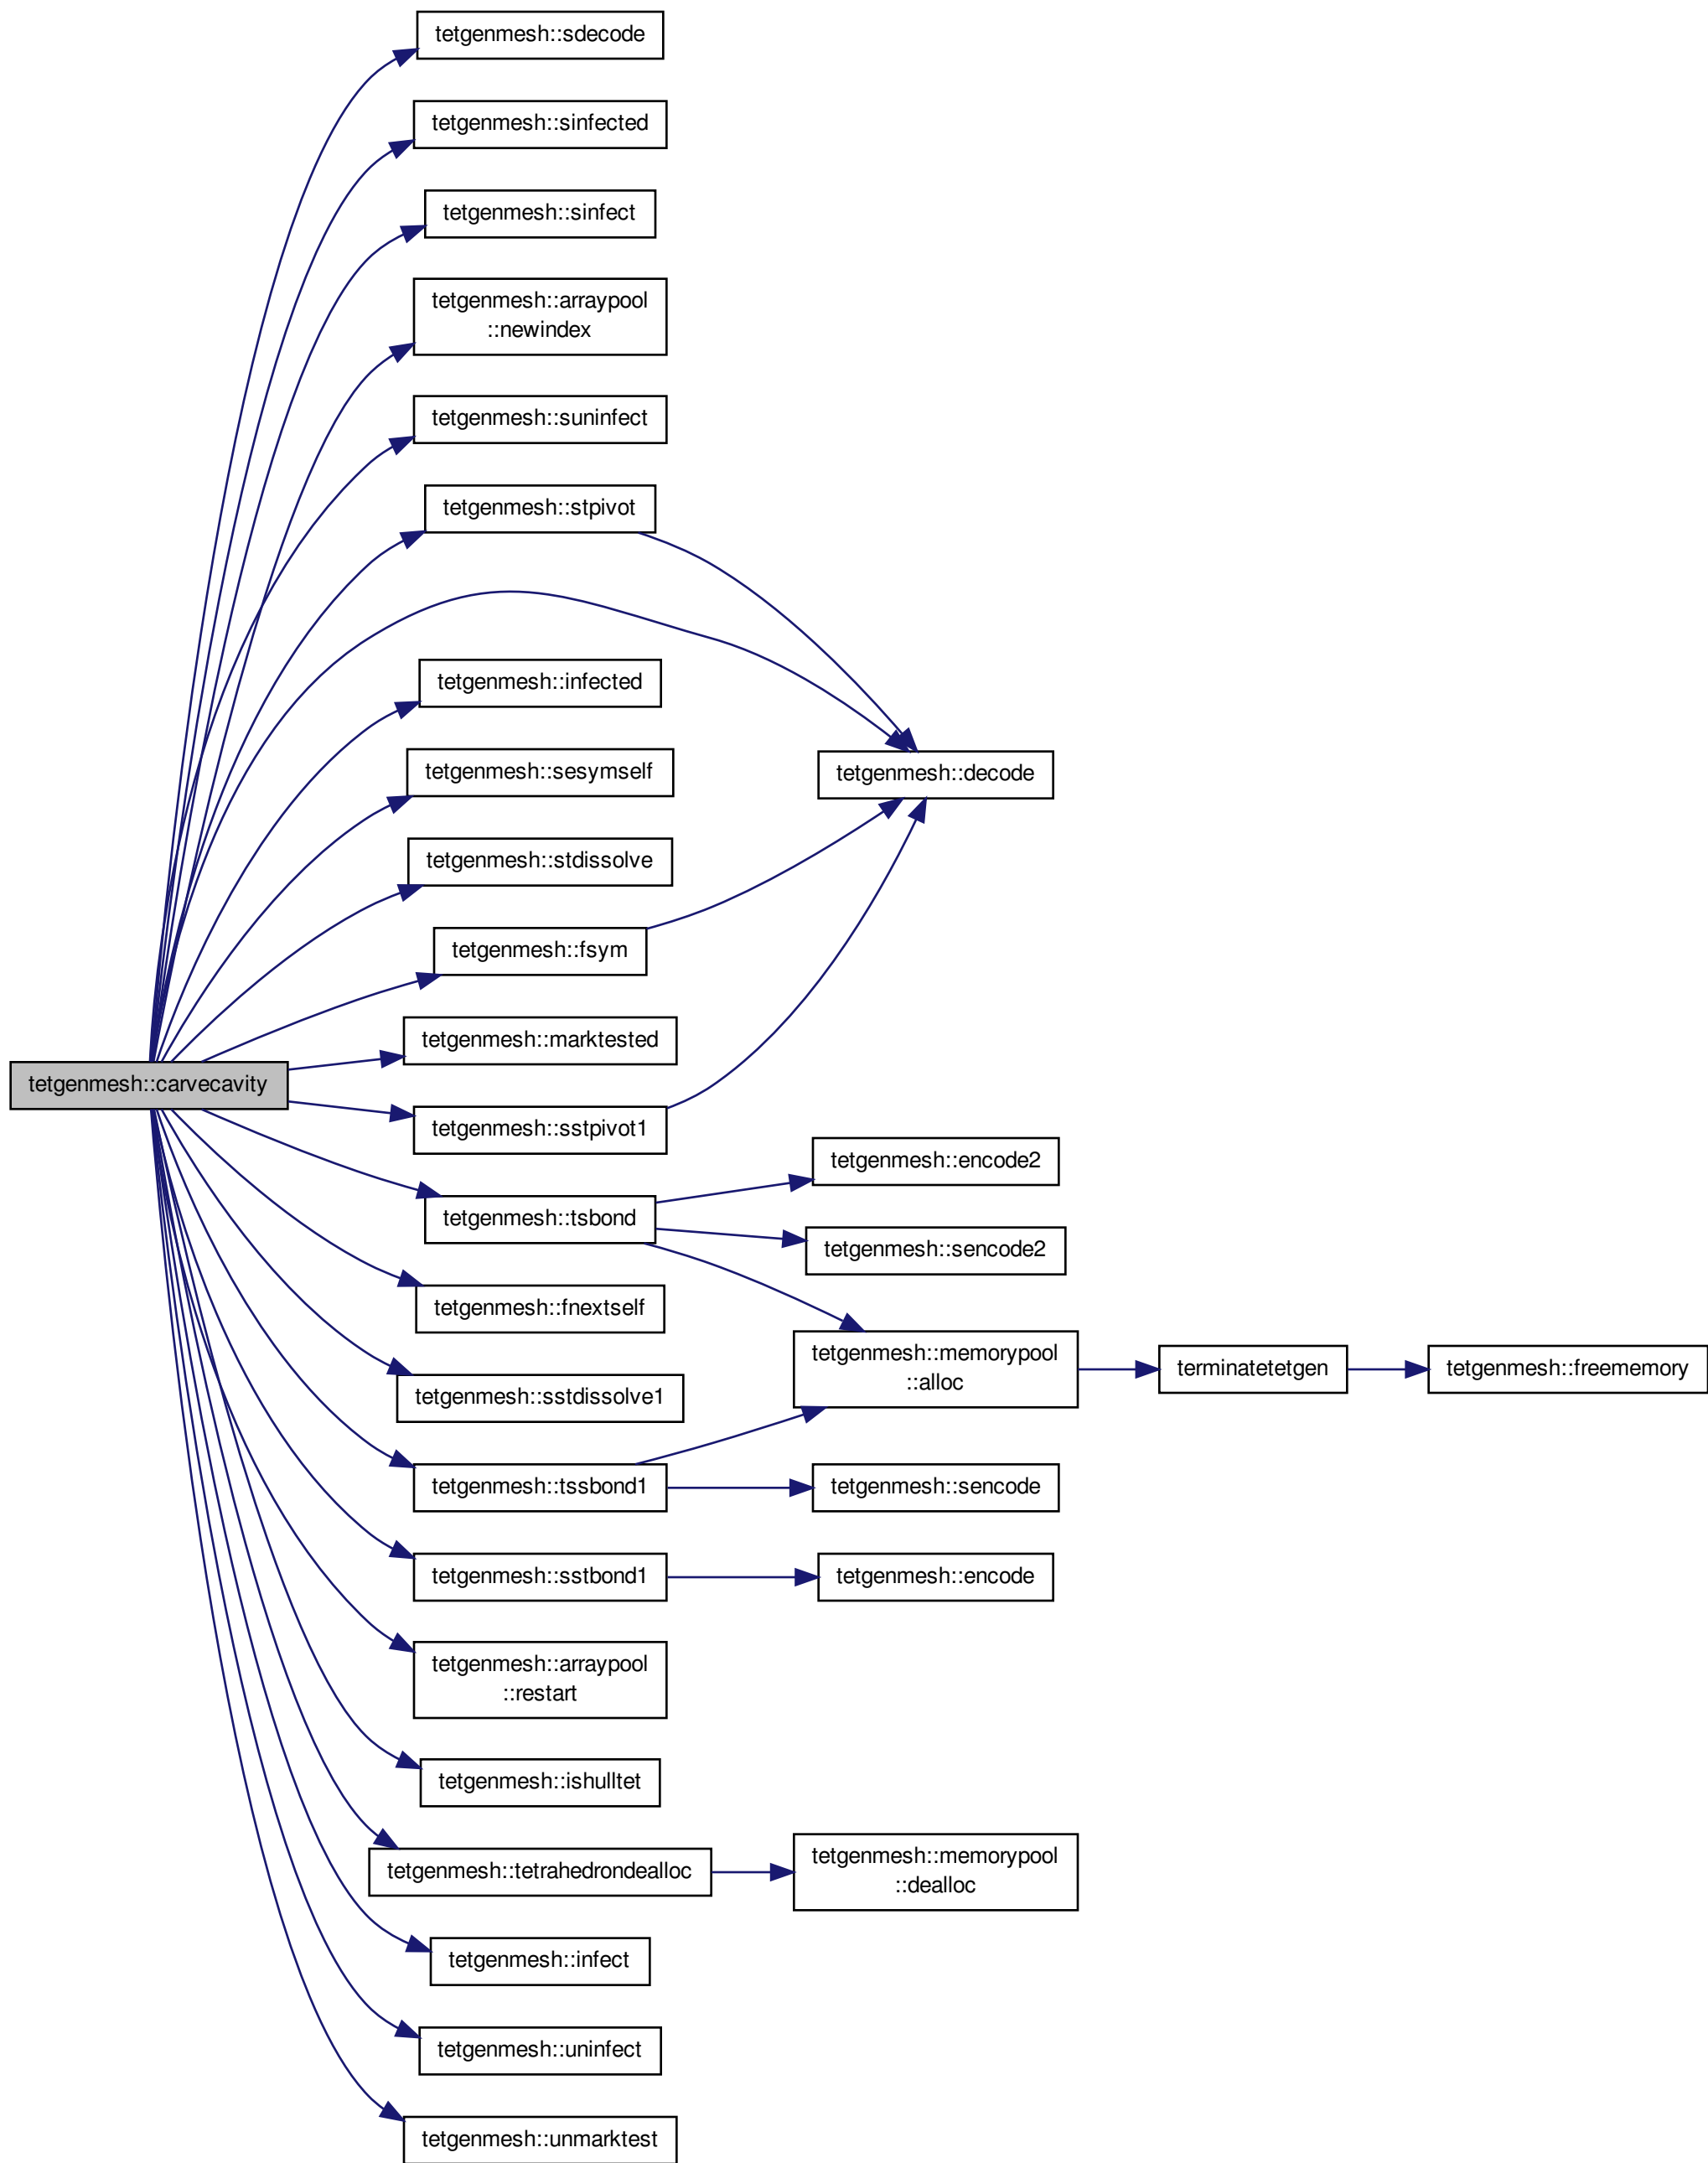 tetgenmesh::sdecode
tetgenmesh::sinfected
tetgenmesh::sinfect
tetgenmesh::arraypool
::newindex
tetgenmesh::suninfect
tetgenmesh::stpivot
tetgenmesh::infected
tetgenmesh::sesymself
tetgenmesh::decode
tetgenmesh::stdissolve
tetgenmesh::fsym
tetgenmesh::marktested
tetgenmesh::carvecavity
tetgenmesh::sstpivot1
tetgenmesh::encode2
tetgenmesh::tsbond
tetgenmesh::sencode2
tetgenmesh::fnextself
tetgenmesh::memorypool
::alloc
terminatetetgen
tetgenmesh::freememory
tetgenmesh::sstdissolve1
tetgenmesh::tssbond1
tetgenmesh::sencode
tetgenmesh::sstbond1
tetgenmesh::encode
tetgenmesh::arraypool
::restart
tetgenmesh::ishulltet
tetgenmesh::tetrahedrondealloc
tetgenmesh::memorypool
::dealloc
tetgenmesh::infect
tetgenmesh::uninfect
tetgenmesh::unmarktest